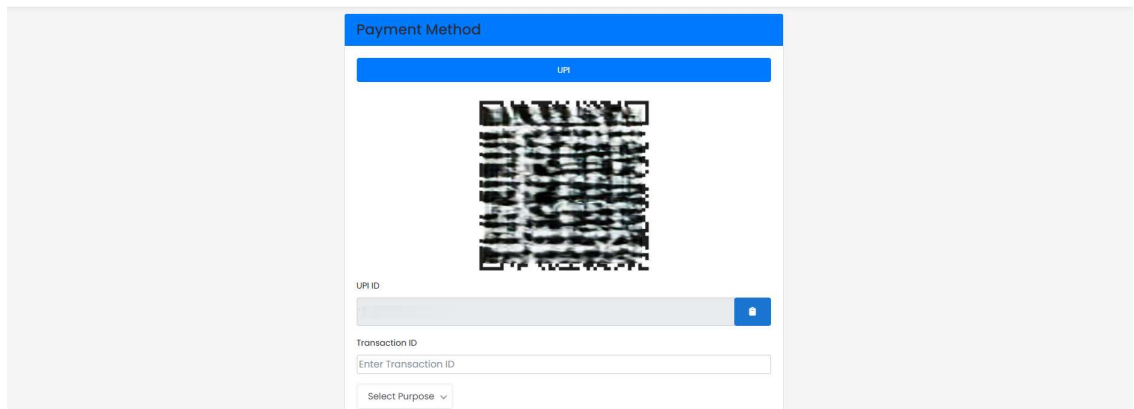 Payment Method
UPI
UPI ID
Transaction ID
Enter Transaction ID
Select Purpose